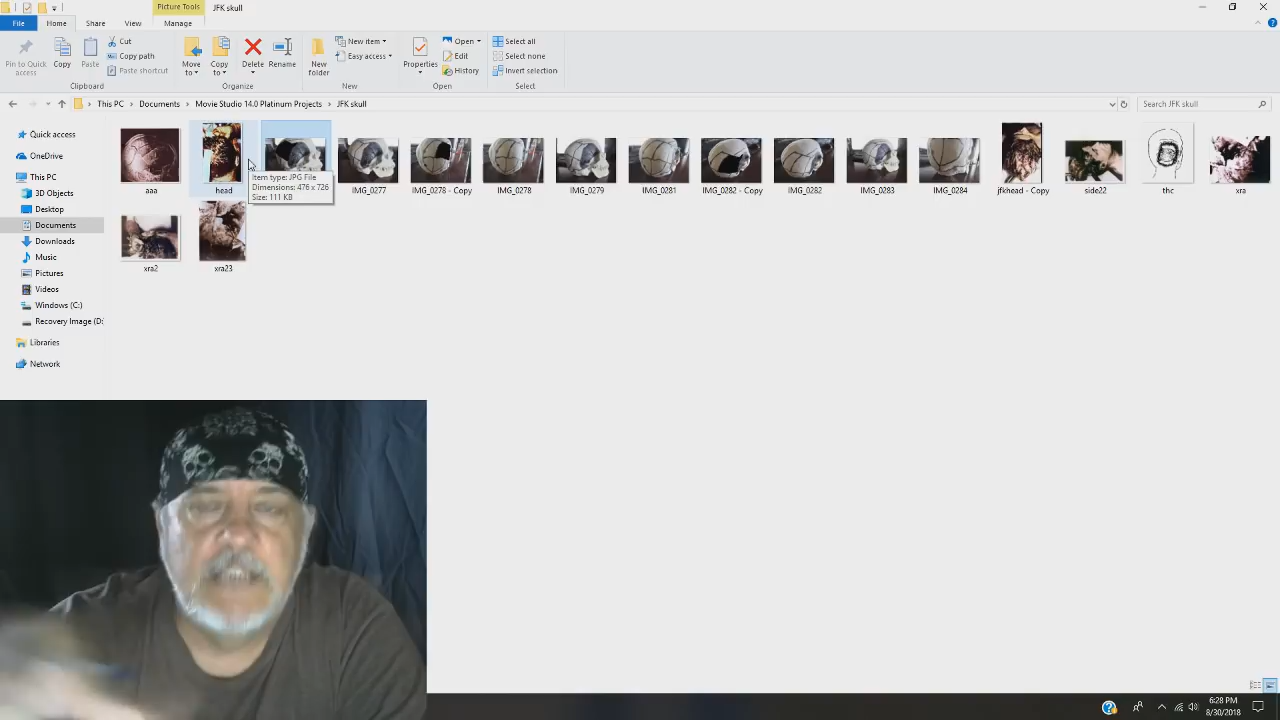 Picture Tools
JFK skull
File
Home
Share
View
Manage
Pin to Quick
access
Copy
Paste
Cut
Copy path
Paste shortcut
Clipboard
Move
to
Copy
to
Delete
Rename
Organize
New
folder
New item
Easy access
New
Properties
Open
Edit
History
Open
Select all
Select none
Invert selection
Select
This PC > Documents > Movie Studio 14.0 Platinum Projects > JFK skull
Search JFK skull
Quick access
OneDrive
This PC
3D Objects
Desktop
Documents
Downloads
Music
Pictures
Videos
Windows (C:)
Recovery Image (D:
Libraries
Network
aaa
head
IMG_0277
IMG_0278 - Copy
IMG_0278
IMG_0279
IMG_0281
IMG_0282 - Copy
IMG_0282
IMG_0283
IMG_0284
jfkhead - Copy
side22
thc
xra
Item type: JPG File
Dimensions: 476 x 726
Size: 111 KB
xra2
xra23
6:28 PM
8/30/2018